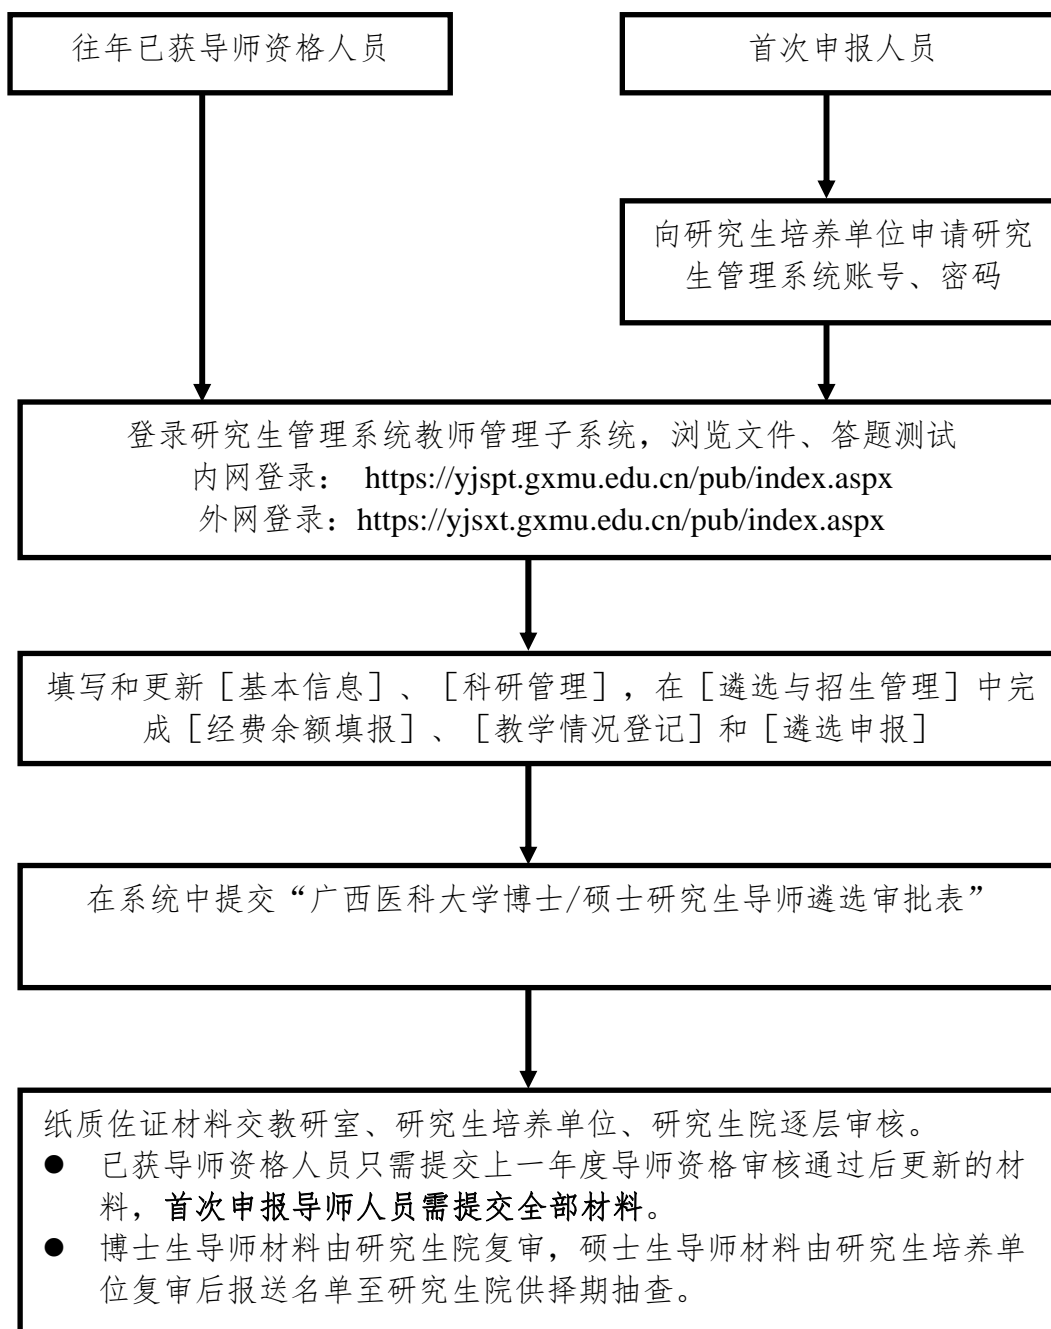 往年已获导师资格人员
首次申报人员
向研究生培养单位申请研究
生管理系统账号、密码
登录研究生管理系统教师管理子系统，浏览文件、答题测试
内网登录： https://yjspt.gxmu.edu.cn/pub/index.aspx
外网登录：https://yjsxt.gxmu.edu.cn/pub/index.aspx
填写和更新［基本信息］、［科研管理］，在［遴选与招生管理］中完
成［经费余额填报］、［教学情况登记］和［遴选申报］
在系统中提交“广西医科大学博士/硕士研究生导师遴选审批表”
纸质佐证材料交教研室、研究生培养单位、研究生院逐层审核。
● 已获导师资格人员只需提交上一年度导师资格审核通过后更新的材
料，首次申报导师人员需提交全部材料。
● 博士生导师材料由研究生院复审，硕士生导师材料由研究生培养单
位复审后报送名单至研究生院供择期抽查。